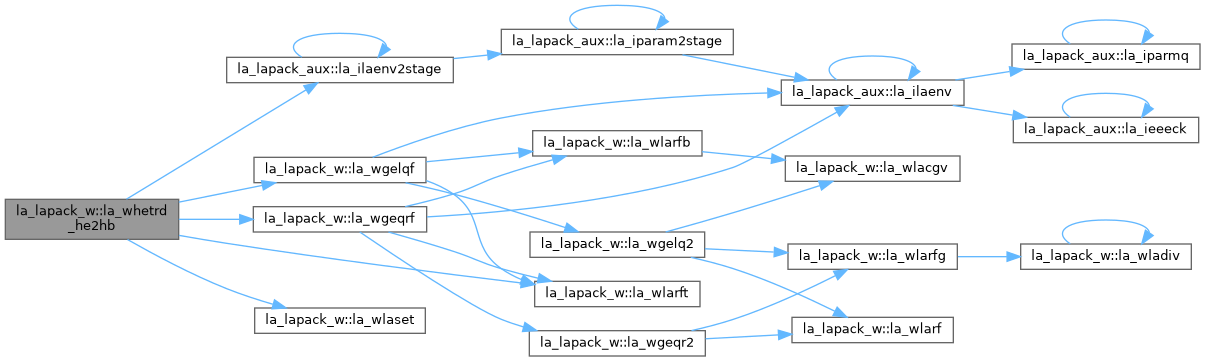 la_lapack_w::la_whetrd
_he2hb
la_lapack_aux::la_ilaenv2stage
la_lapack_aux::la_iparam2stage
la_lapack_aux::la_ilaenv
la_lapack_aux::la_iparmq
la_lapack_aux::la_ieeeck
la_lapack_w::la_wgelqf
la_lapack_w::la_wlarfb
la_lapack_w::la_wlacgv
la_lapack_w::la_wgeqrf
la_lapack_w::la_wgelq2
la_lapack_w::la_wlarfg
la_lapack_w::la_wladiv
la_lapack_w::la_wlarft
la_lapack_w::la_wlaset
la_lapack_w::la_wgeqr2
la_lapack_w::la_wlarf